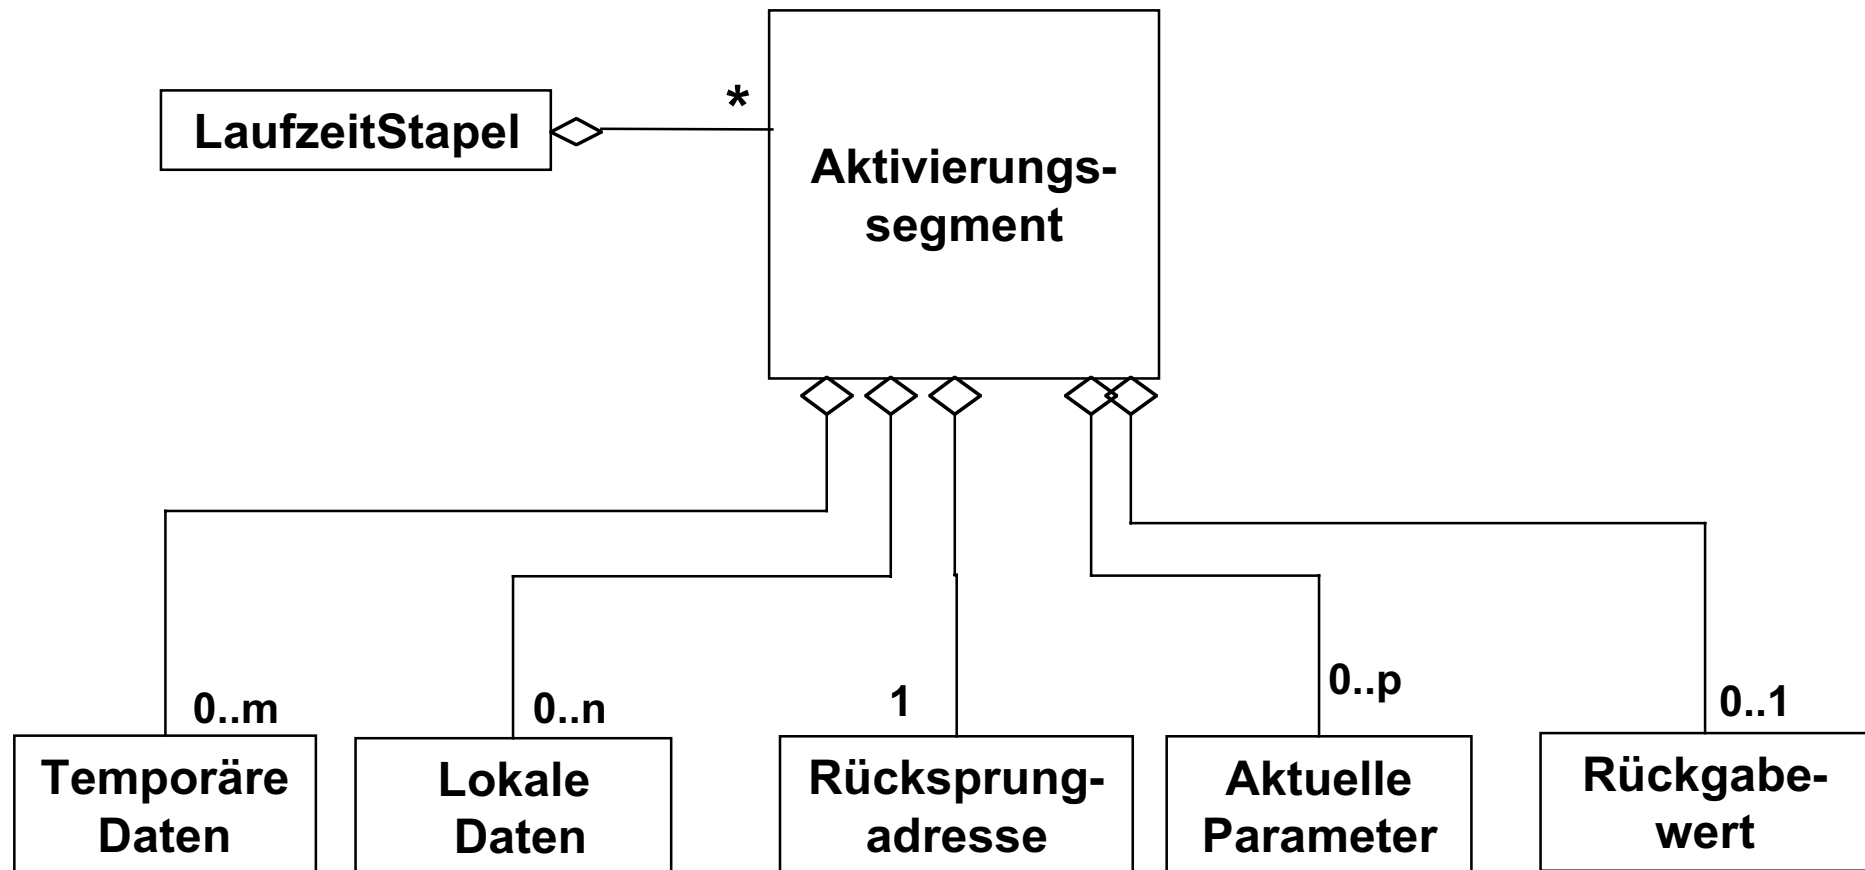 LaufzeitStapel
*
Aktivierungs-
segment
0..m
0..n
1
0..p
0..1
Temporäre
Daten
Lokale
Daten
Rücksprung-
adresse
Aktuelle
Parameter
Rückgabe-
wert